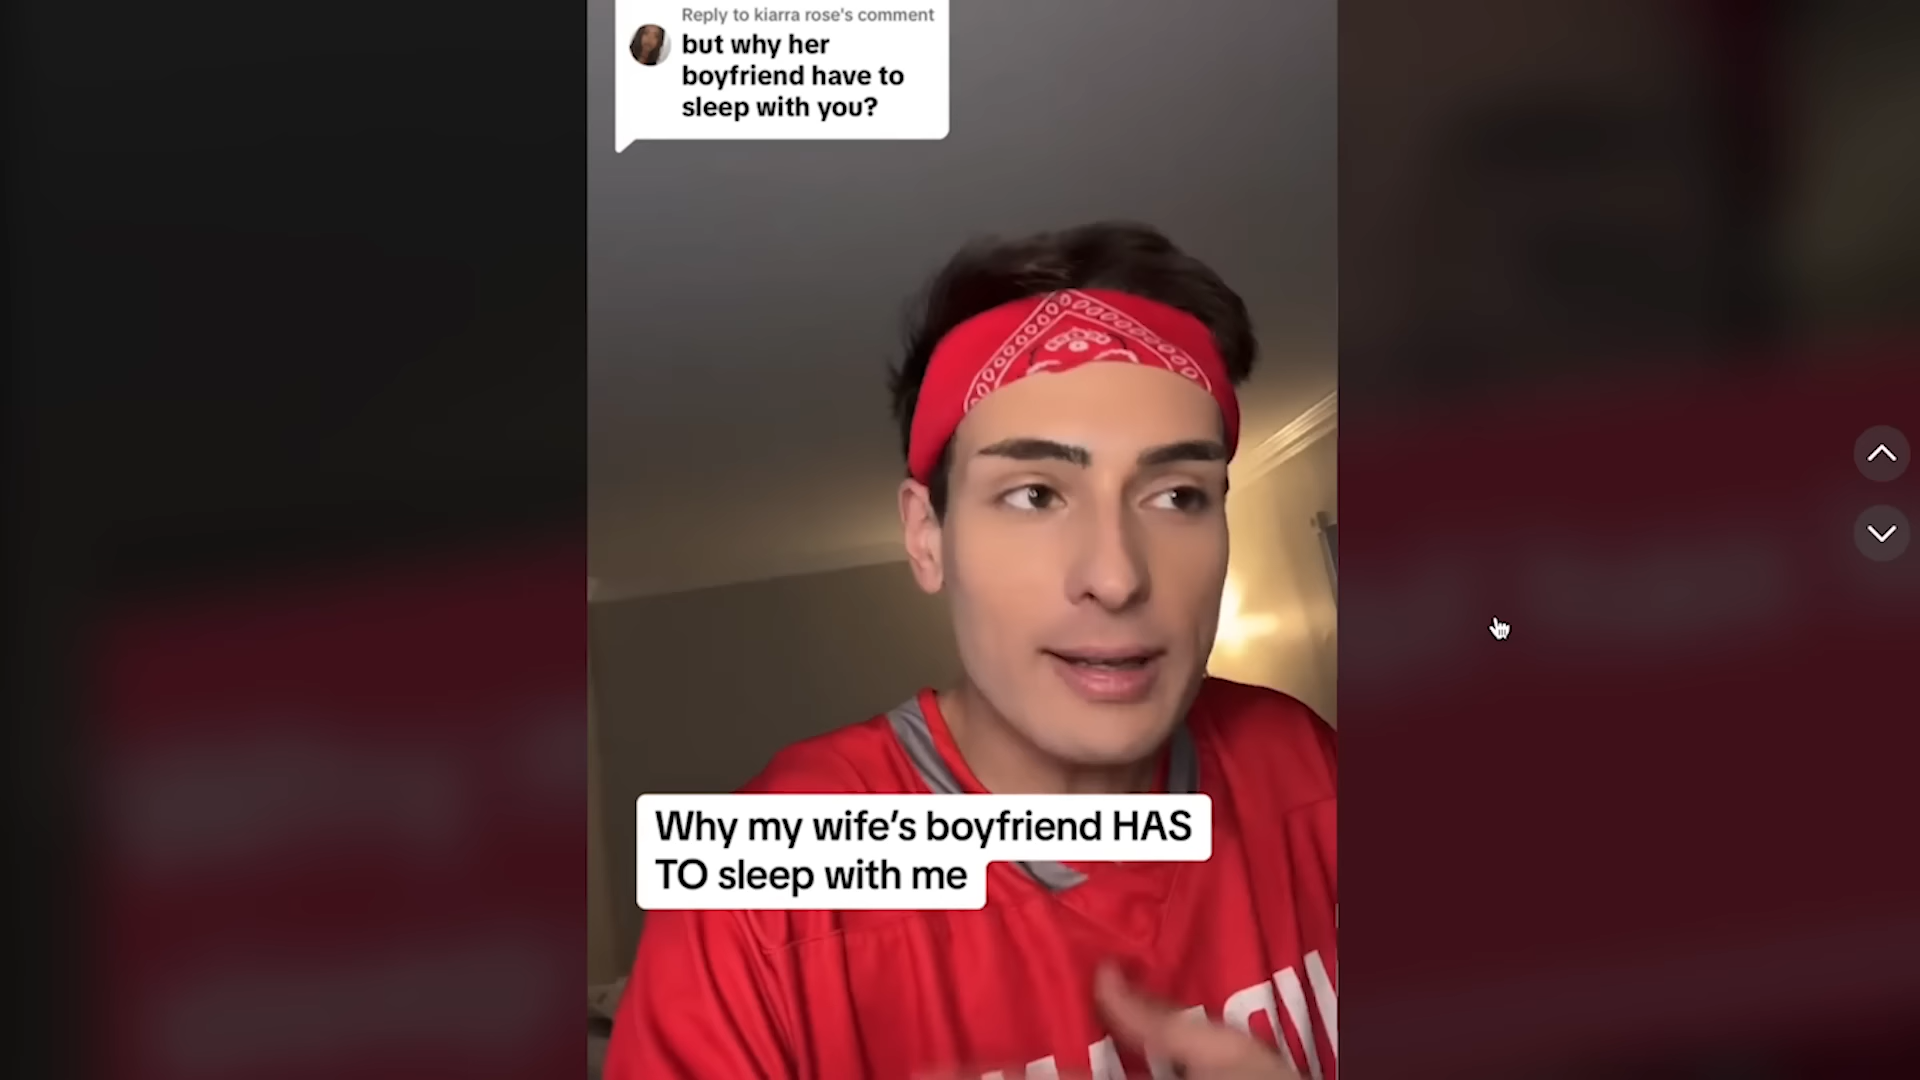 Reply to kiarra rose's comment
but why her
boyfriend have to
sleep with you?
Why my wife's boyfriend HAS
TO sleep with me